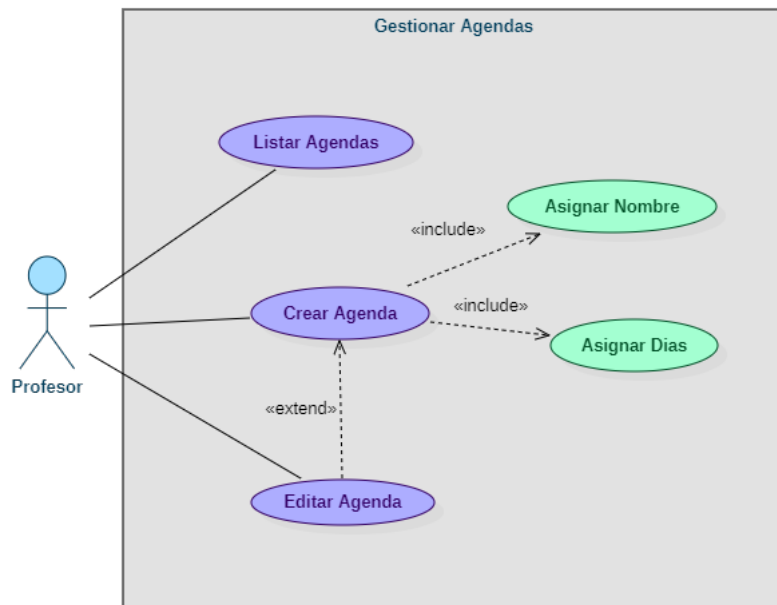 Gestionar Agendas
Listar Agendas
Asignar Nombre
«include»
Crear Agenda
«include»
Asignar Dias
Profesor
«extend»
Editar Agenda